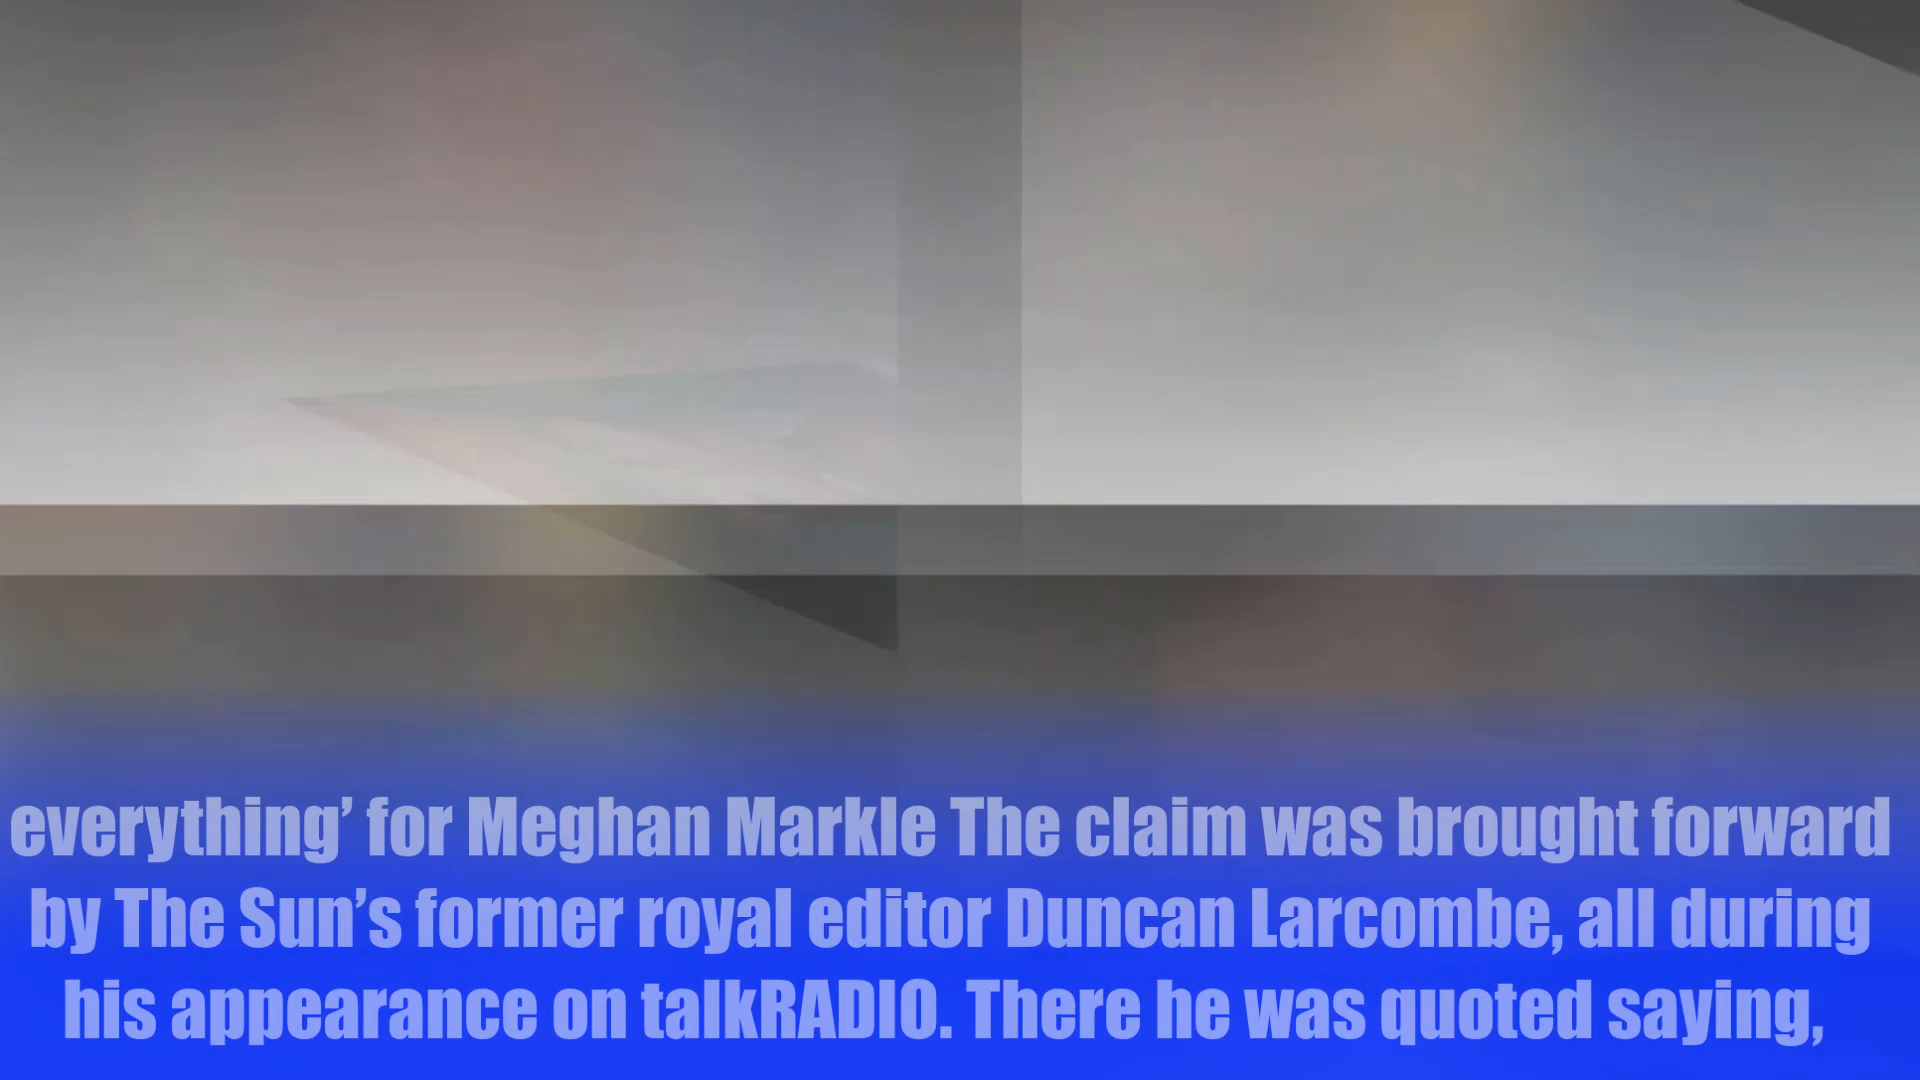 everything’ for Meghan Markle The claim was brought forward
by The Sun’s former royal editor Duncan Larcombe, all during
his appearance on talkRADIO. There he was quoted saying,